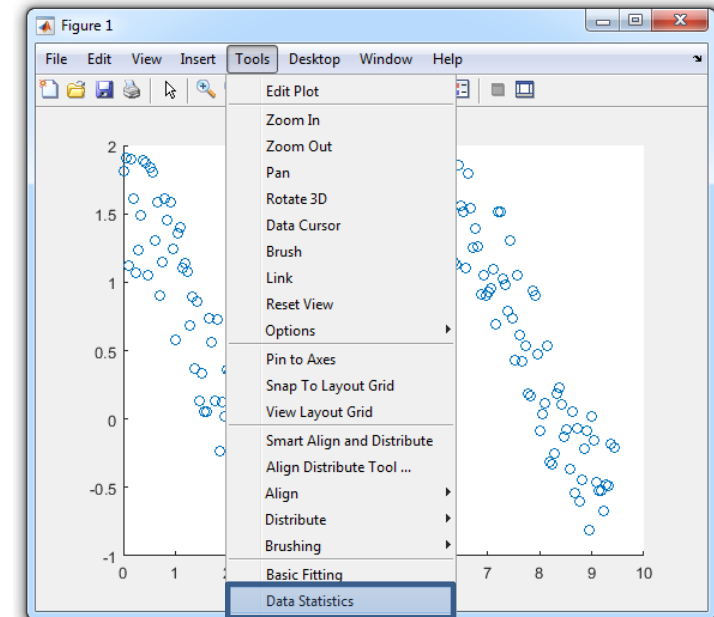 Figure 1
File Edit View Insert Tools Desktop Window Help
Edit Plot
Zoom In
Zoom Out
Pan
Rotate 3D
Data Cursor
Brush
Link
Reset View
Options
Pin to Axes
Snap To Layout Grid
View Layout Grid
Smart Align and Distribute
Align Distribute Tool ...
Align
Distribute
Brushing
Basic Fitting
Data Statistics
2
1.5
1
0.5
0
-0.5
-1
0 1 7 8 9 10